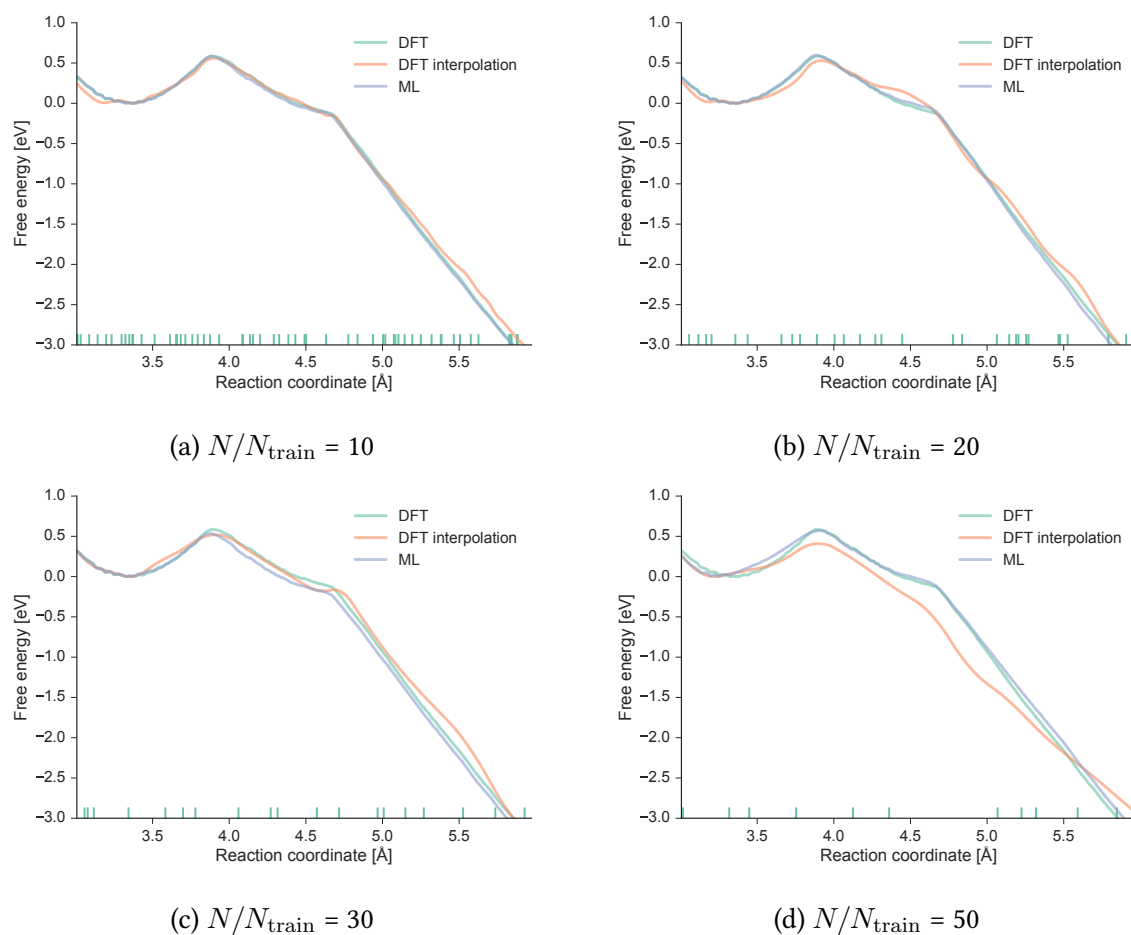 1.0
0.5
0.0
−0.5
−1.0
−1.5
−2.0
−2.5
−3.0
Free energy [eV]
DFT
DFT interpolation
ML
3.5 4.0 4.5 5.0 5.5
Reaction coordinate [Å]
(a) N/N_train = 10
1.0
0.5
0.0
−0.5
−1.0
−1.5
−2.0
−2.5
−3.0
Free energy [eV]
DFT
DFT interpolation
ML
3.5 4.0 4.5 5.0 5.5
Reaction coordinate [Å]
(b) N/N_train = 20
1.0
0.5
0.0
−0.5
−1.0
−1.5
−2.0
−2.5
−3.0
Free energy [eV]
DFT
DFT interpolation
ML
3.5 4.0 4.5 5.0 5.5
Reaction coordinate [Å]
(c) N/N_train = 30
1.0
0.5
0.0
−0.5
−1.0
−1.5
−2.0
−2.5
−3.0
Free energy [eV]
DFT
DFT interpolation
ML
3.5 4.0 4.5 5.0 5.5
Reaction coordinate [Å]
(d) N/N_train = 50